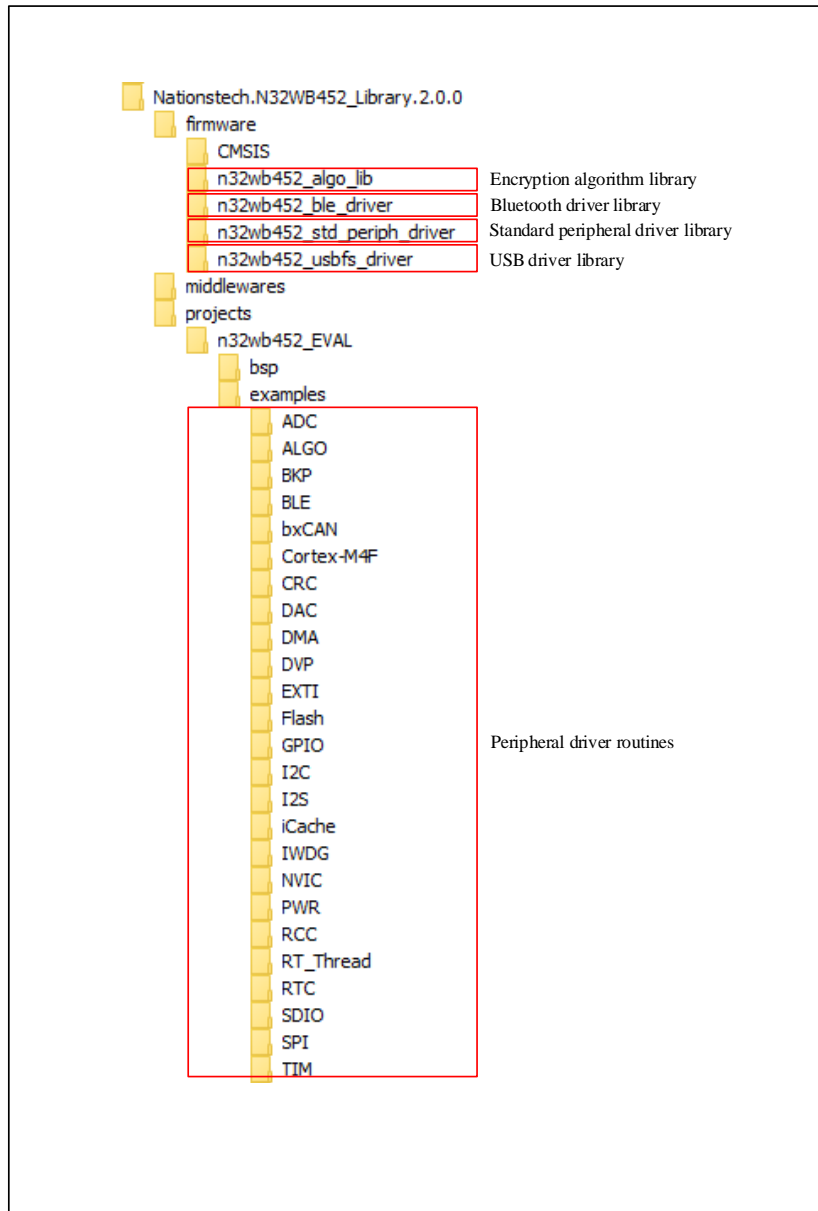 Nationstech.N32WB452_Library.2.0.0
firmware
CMSIS
n32wb452_algo_lib Encryption algorithm library
n32wb452_ble_driver Bluetooth driver library
n32wb452_std_periph_driver Standard peripheral driver library
n32wb452_usbfs_driver USB driver library
middlewares
projects
n32wb452_EVAL
bsp
examples
ADC
ALGO
BKP
BLE
bxCAN
Cortex-M4F
CRC
DAC
DMA
DVP
EXTI
Flash
GPIO Peripheral driver routines
I2C
I2S
iCache
IWDG
NVIC
PWR
RCC
RT_Thread
RTC
SDIO
SPI
TIM